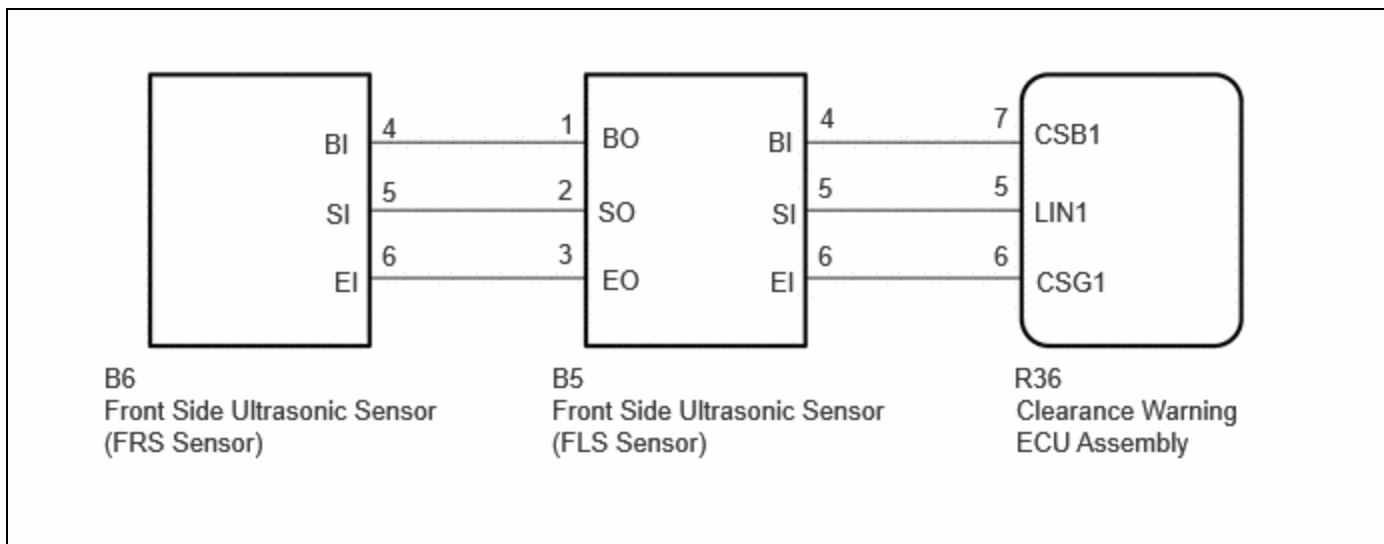 4 1 BO 4 7 CSB1
BI BI
5 2 5 5
SI SO SI LIN1
6 3 6 6
EI EO EI CSG1
B6
Front Side Ultrasonic Sensor
(FRS Sensor)
B5
Front Side Ultrasonic Sensor
(FLS Sensor)
R36
Clearance Warning
ECU Assembly